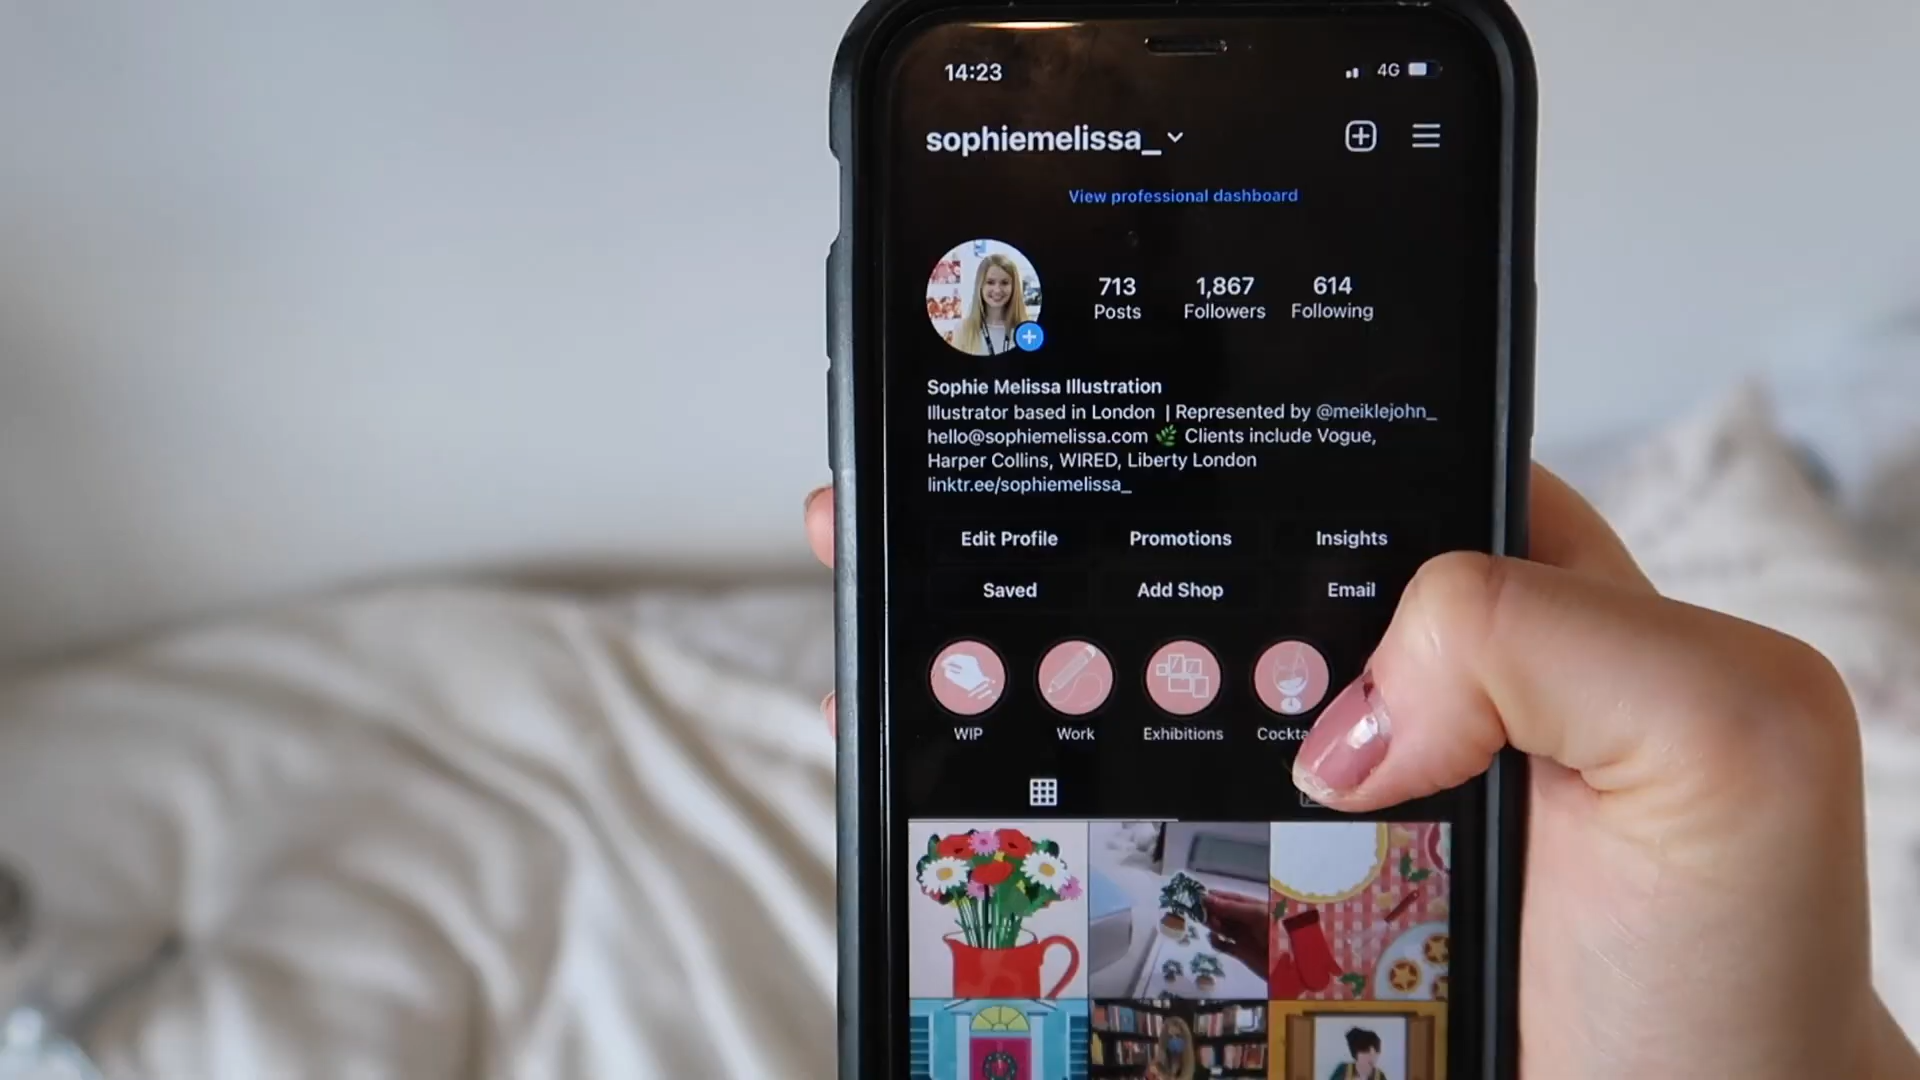 14:23 4G
sophiemelissa_
View professional dashboard
713 1,867 614
Posts Followers Following
Sophie Melissa Illustration
Illustrator based in London | Represented by @meiklejohn_
hello@sophiemelissa.com 🌿 Clients include Vogue,
Harper Collins, WIRED, Liberty London
linktr.ee/sophiemelissa_
Edit Profile Promotions Insights
Saved Add Shop Email
WIP Work Exhibitions